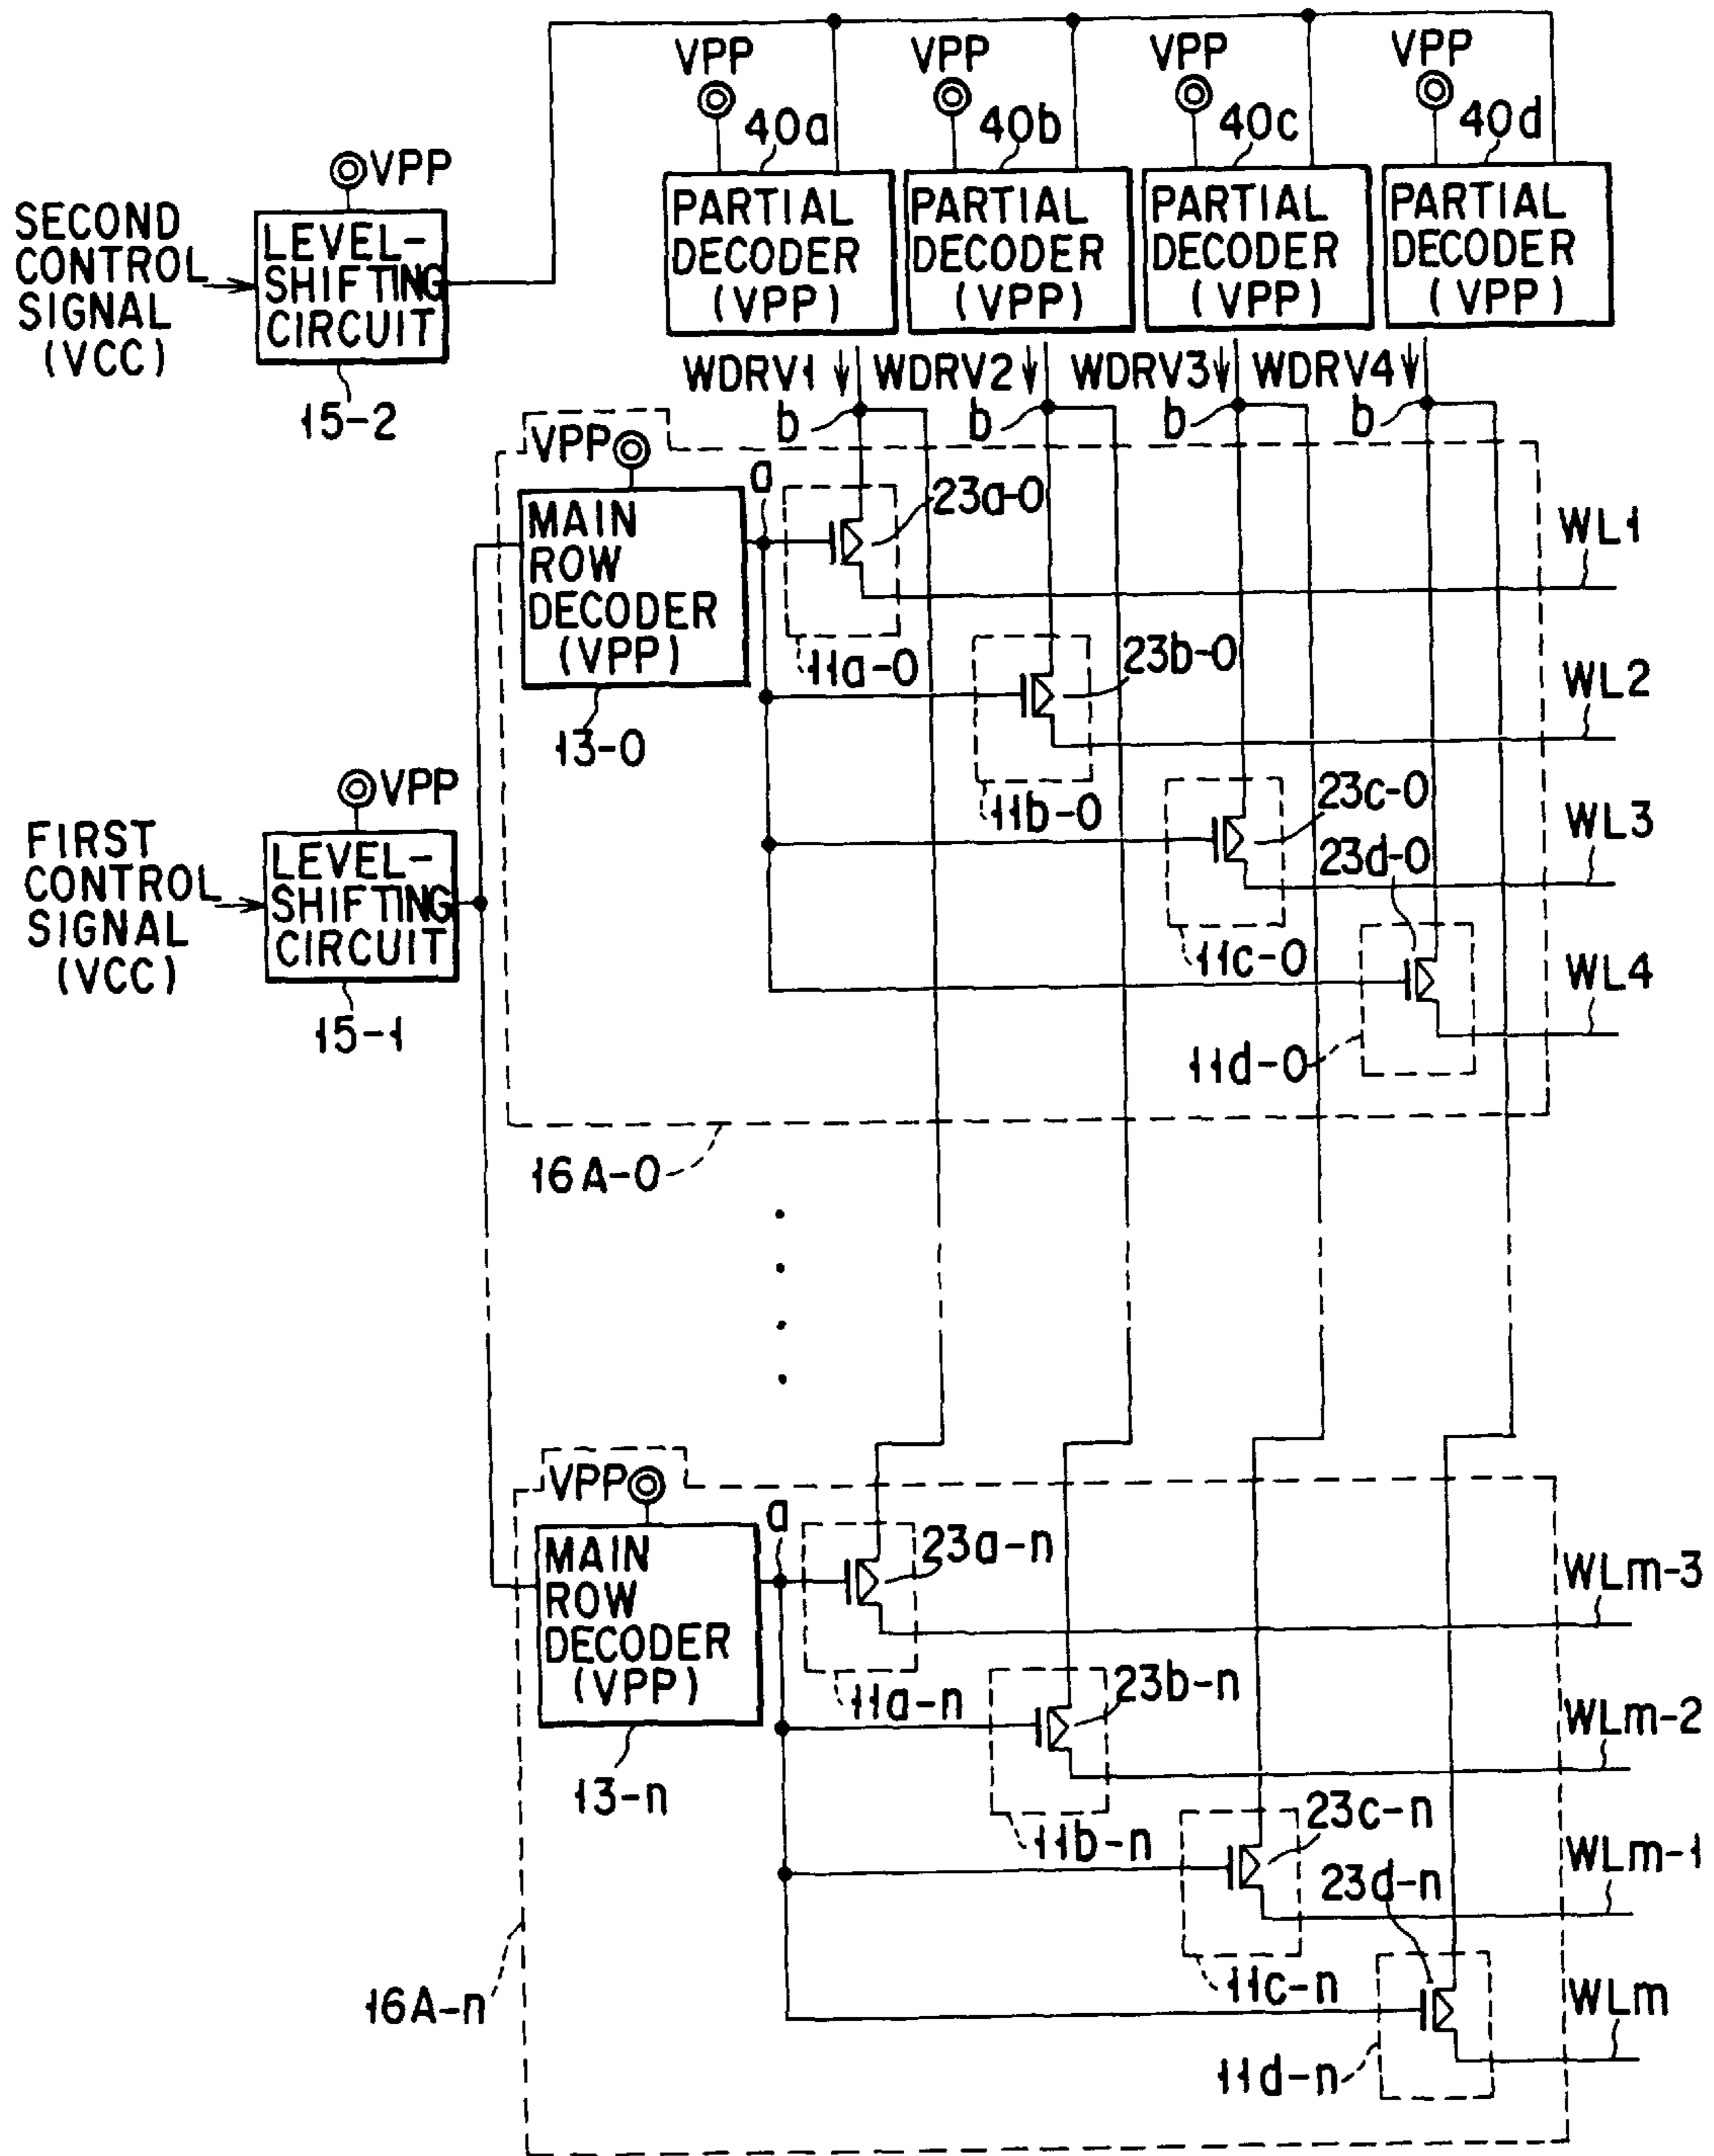 VPP
VPP
VPP
VPP
40a
40b
40c
40d
VPP
SECOND
CONTROL
SIGNAL
(VCC)
LEVEL-
SHIFTING
CIRCUIT
15-2
PARTIAL
DECODER
(VPP)
PARTIAL
DECODER
(VPP)
PARTIAL
DECODER
(VPP)
PARTIAL
DECODER
(VPP)
WDRV1
WDRV2
WDRV3
WDRV4
b
b
b
b
VPP
a
MAIN
ROW
DECODER
(VPP)
13-0
23a-0
11a-0
WL1
23b-0
11b-0
WL2
23c-0
11c-0
WL3
23d-0
11d-0
WL4
VPP
FIRST
CONTROL
SIGNAL
(VCC)
LEVEL-
SHIFTING
CIRCUIT
15-1
16A-0
VPP
a
MAIN
ROW
DECODER
(VPP)
13-n
23a-n
11a-n
WLm-3
23b-n
11b-n
WLm-2
23c-n
11c-n
WLm-1
23d-n
11d-n
WLm
16A-n